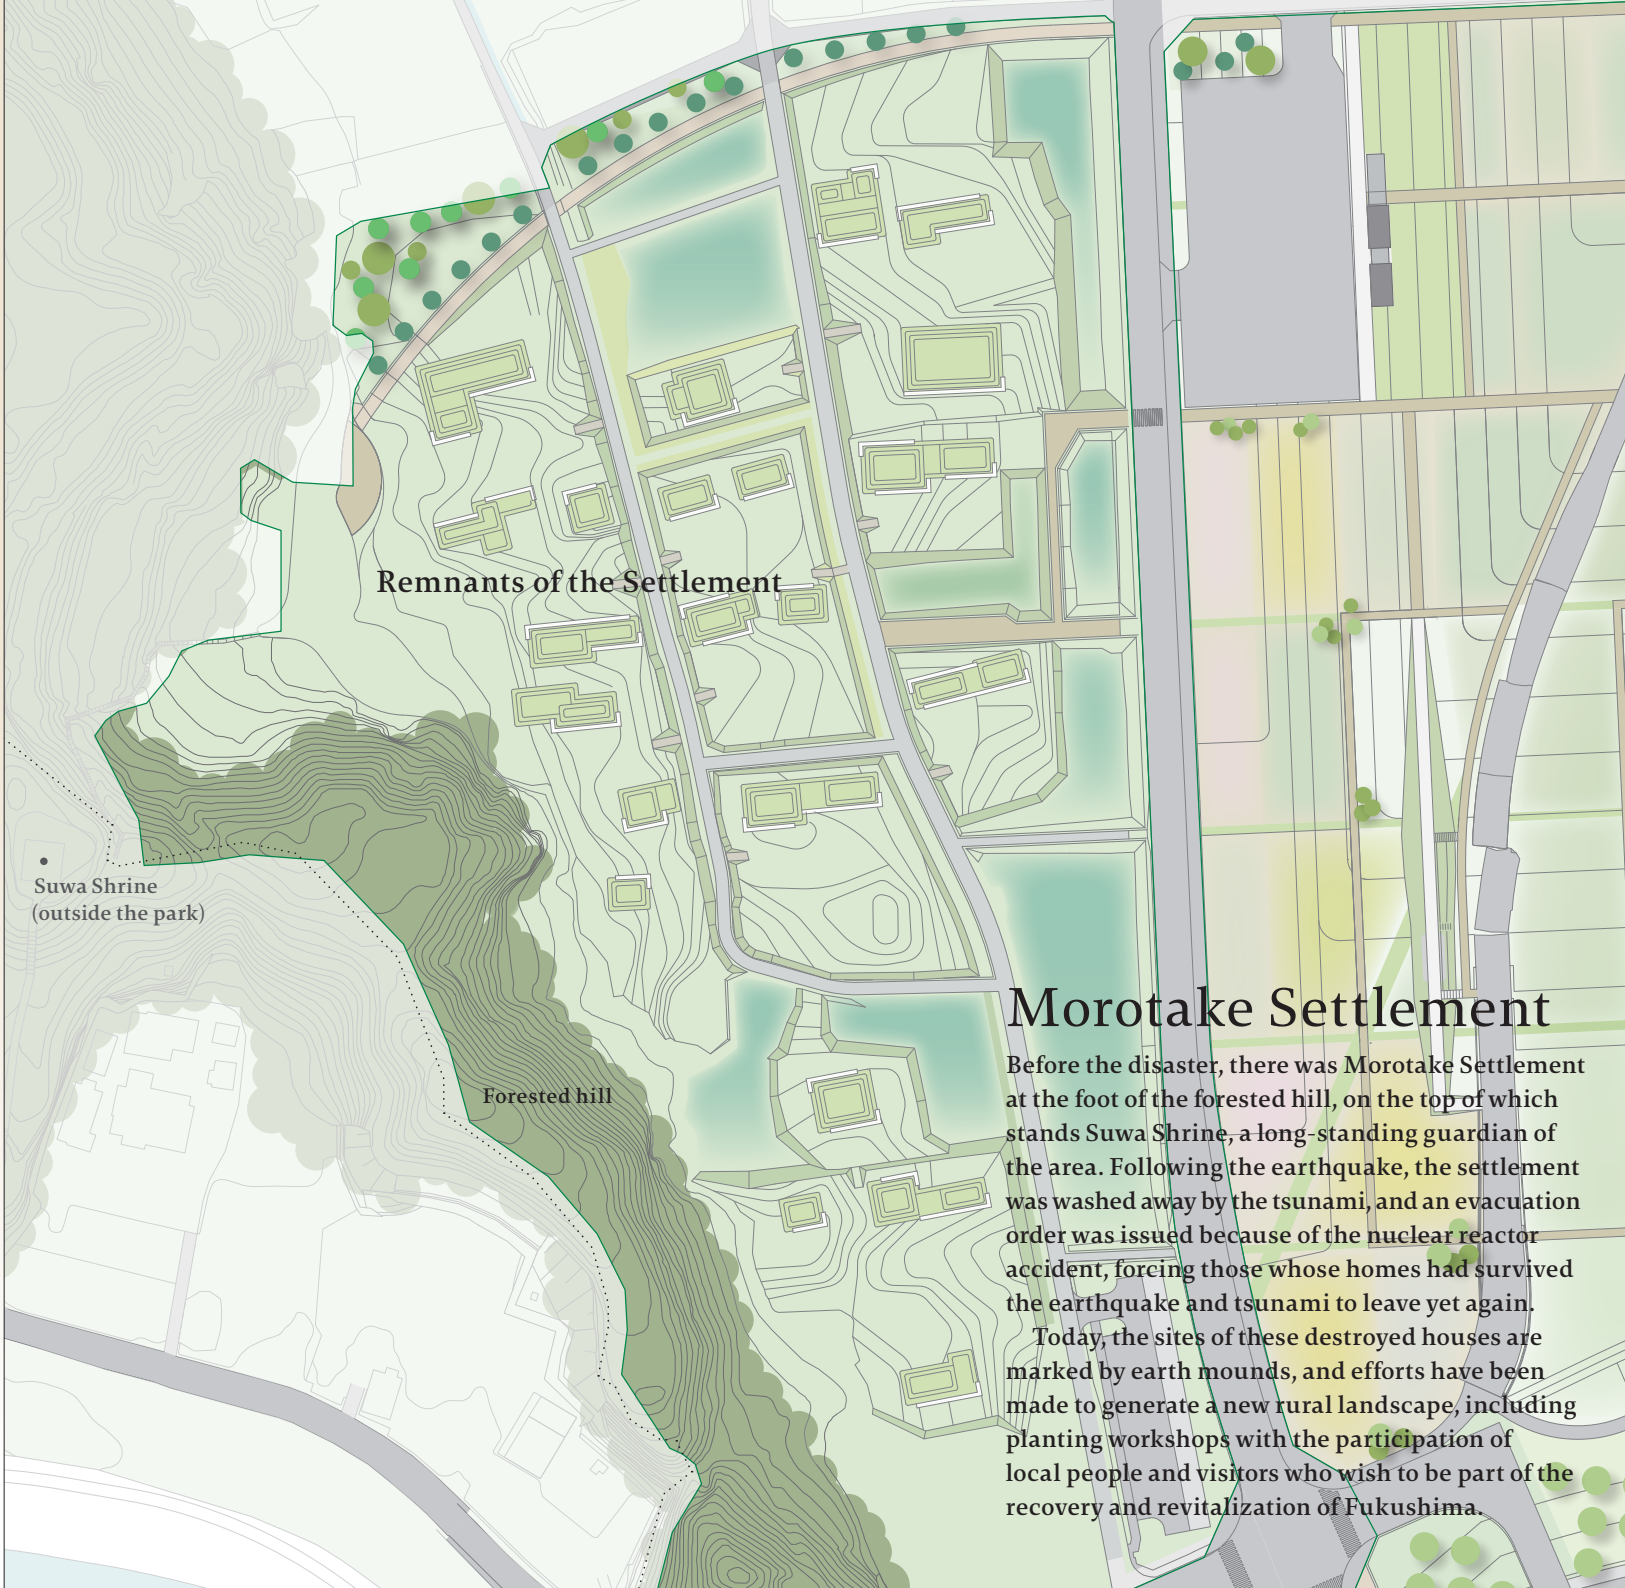 Remnants of the Settlement
Suwa Shrine
(outside the park)
Forested hill
Morotake Settlement
Before the disaster, there was Morotake Settlement
at the foot of the forested hill, on the top of which
stands Suwa Shrine, a long-standing guardian of
the area. Following the earthquake, the settlement
was washed away by the tsunami, and an evacuation
order was issued because of the nuclear reactor
accident, forcing those whose homes had survived
the earthquake and tsunami to leave yet again.
Today, the sites of these destroyed houses are
marked by earth mounds, and efforts have been
made to generate a new rural landscape, including
planting workshops with the participation of
local people and visitors who wish to be part of the
recovery and revitalization of Fukushima.